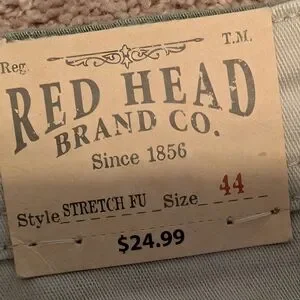 Reg. T.M.
RED HEAD
BRAND CO.
Since 1856
Style STRETCH FU Size 44
$24.99